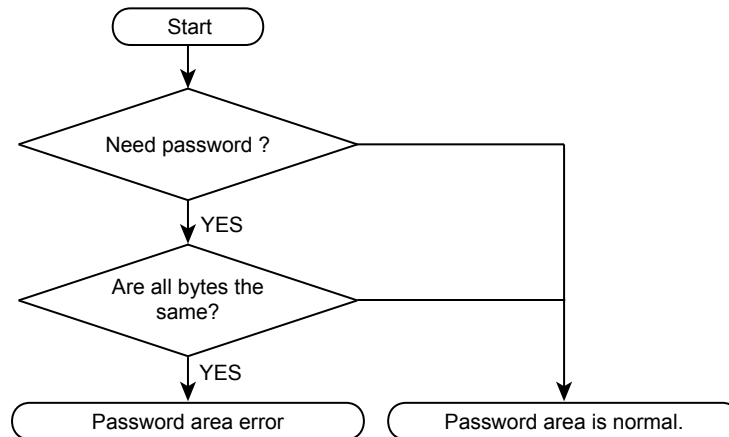 Start
Need password ?
YES
Are all bytes the
same?
YES
Password area error
Password area is normal.